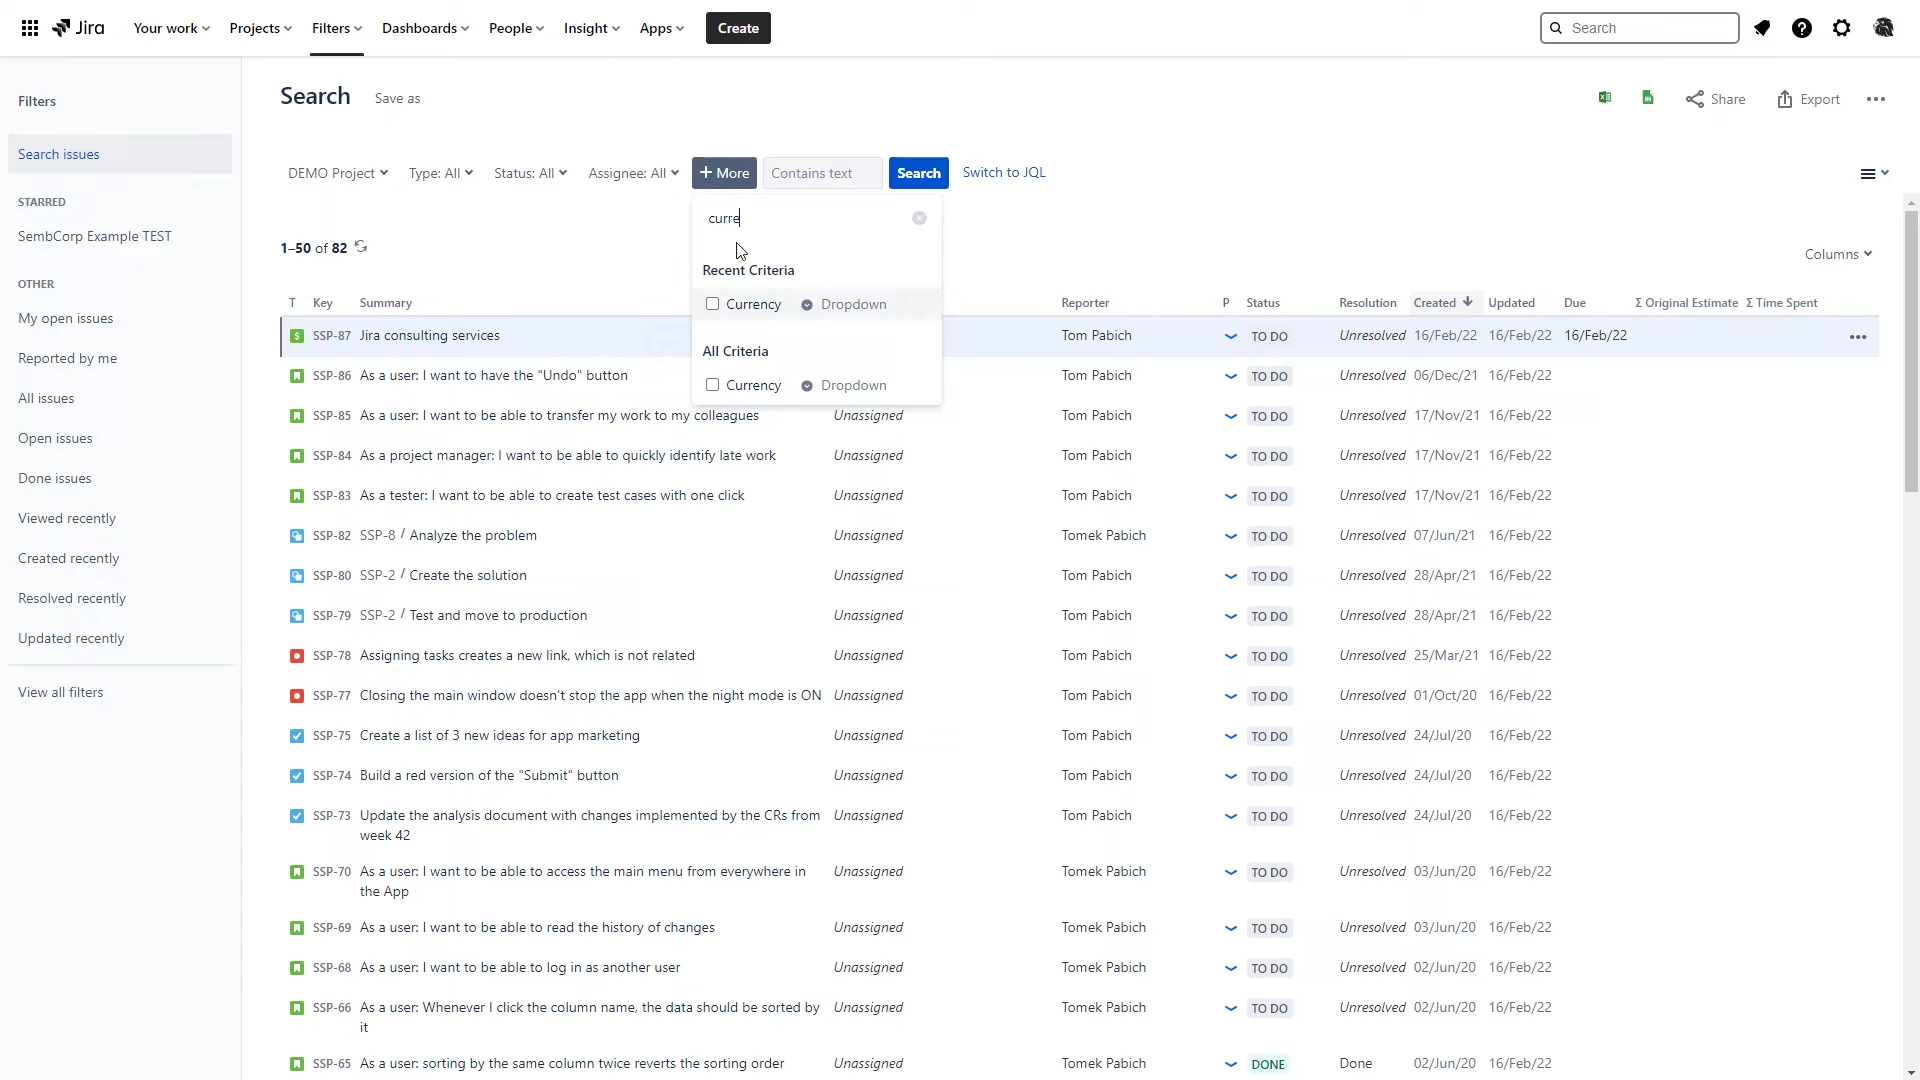 Jira Your work Projects Filters Dashboards People Insight Apps Create Search
Filters
Search issues
STARRED
SembCorp Example TEST
OTHER
My open issues
Reported by me
All issues
Open issues
Done issues
Viewed recently
Created recently
Resolved recently
Updated recently
View all filters
Search Save as Share Export
DEMO Project Type: All Status: All Assignee: All + More Contains text Search Switch to JQL
curre
Recent Criteria
Currency Dropdown
All Criteria
Currency Dropdown
1–50 of 82 Columns
T Key Summary Reporter P Status Resolution Created Updated Due Σ Original Estimate Σ Time Spent
SSP-87 Jira consulting services Tom Pabich TO DO Unresolved 16/Feb/22 16/Feb/22 16/Feb/22
SSP-86 As a user: I want to have the "Undo" button Tom Pabich TO DO Unresolved 06/Dec/21 16/Feb/22
SSP-85 As a user: I want to be able to transfer my work to my colleagues Unassigned Tom Pabich TO DO Unresolved 17/Nov/21 16/Feb/22
SSP-84 As a project manager: I want to be able to quickly identify late work Unassigned Tom Pabich TO DO Unresolved 17/Nov/21 16/Feb/22
SSP-83 As a tester: I want to be able to create test cases with one click Unassigned Tom Pabich TO DO Unresolved 17/Nov/21 16/Feb/22
SSP-82 SSP-8 / Analyze the problem Unassigned Tomek Pabich TO DO Unresolved 07/Jun/21 16/Feb/22
SSP-80 SSP-2 / Create the solution Unassigned Tom Pabich TO DO Unresolved 28/Apr/21 16/Feb/22
SSP-79 SSP-2 / Test and move to production Unassigned Tom Pabich TO DO Unresolved 28/Apr/21 16/Feb/22
SSP-78 Assigning tasks creates a new link, which is not related Unassigned Tom Pabich TO DO Unresolved 25/Mar/21 16/Feb/22
SSP-77 Closing the main window doesn't stop the app when the night mode is ON Unassigned Tom Pabich TO DO Unresolved 01/Oct/20 16/Feb/22
SSP-75 Create a list of 3 new ideas for app marketing Unassigned Tom Pabich TO DO Unresolved 24/Jul/20 16/Feb/22
SSP-74 Build a red version of the "Submit" button Unassigned Tom Pabich TO DO Unresolved 24/Jul/20 16/Feb/22
SSP-73 Update the analysis document with changes implemented by the CRs from Unassigned Tom Pabich TO DO Unresolved 24/Jul/20 16/Feb/22
week 42
SSP-70 As a user: I want to be able to access the main menu from everywhere in Unassigned Tomek Pabich TO DO Unresolved 03/Jun/20 16/Feb/22
the App
SSP-69 As a user: I want to be able to read the history of changes Unassigned Tomek Pabich TO DO Unresolved 03/Jun/20 16/Feb/22
SSP-68 As a user: I want to be able to log in as another user Unassigned Tomek Pabich TO DO Unresolved 02/Jun/20 16/Feb/22
SSP-66 As a user: Whenever I click the column name, the data should be sorted by Unassigned Tomek Pabich TO DO Unresolved 02/Jun/20 16/Feb/22
it
SSP-65 As a user: sorting by the same column twice reverts the sorting order Unassigned Tomek Pabich DONE Done 02/Jun/20 16/Feb/22